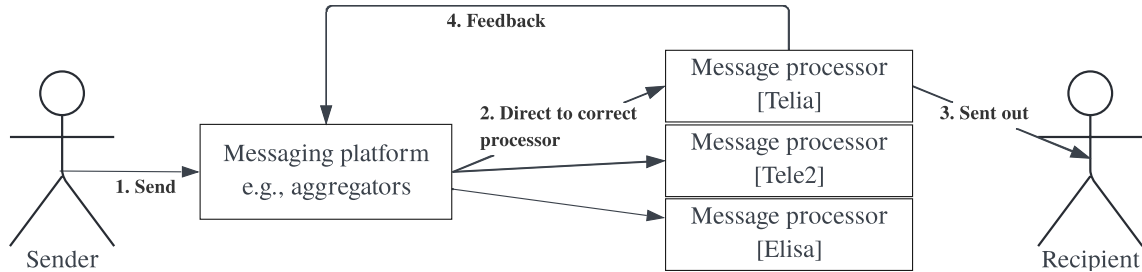 4. Feedback
Message processor
[Telia]
2. Direct to correct
processor
3. Sent out
Messaging platform
e.g., aggregators
Message processor
[Tele2]
1. Send
Message processor
[Elisa]
Sender
Recipient